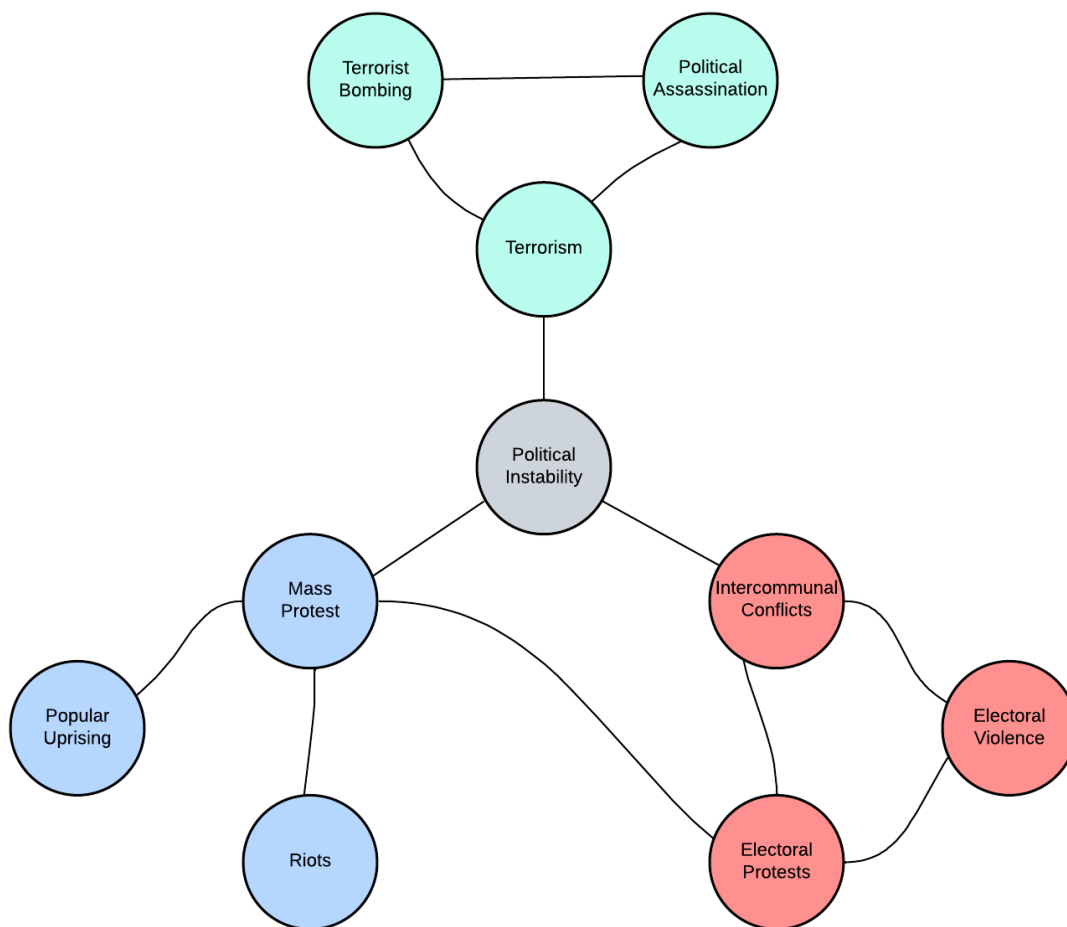 Terrorist
Bombing
Political
Assassination
Terrorism
Political
Instability
Mass
Protest
Intercommunal
Conflicts
Popular
Uprising
Electoral
Violence
Riots
Electoral
Protests